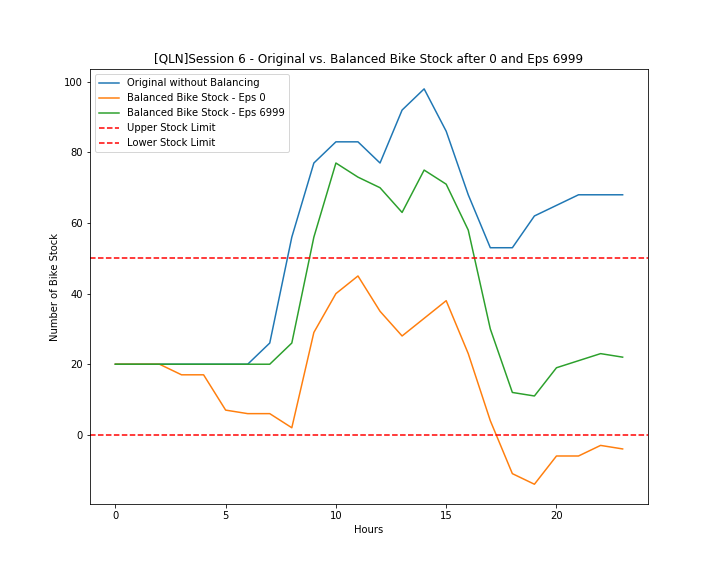 [QLN]Session 6 - Original vs. Balanced Bike Stock after 0 and Eps 6999
Original without Balancing
Balanced Bike Stock - Eps 0
Balanced Bike Stock - Eps 6999
Upper Stock Limit
Lower Stock Limit
100
80
60
40
20
0
Number of Bike Stock
0 5 10 15 20
Hours